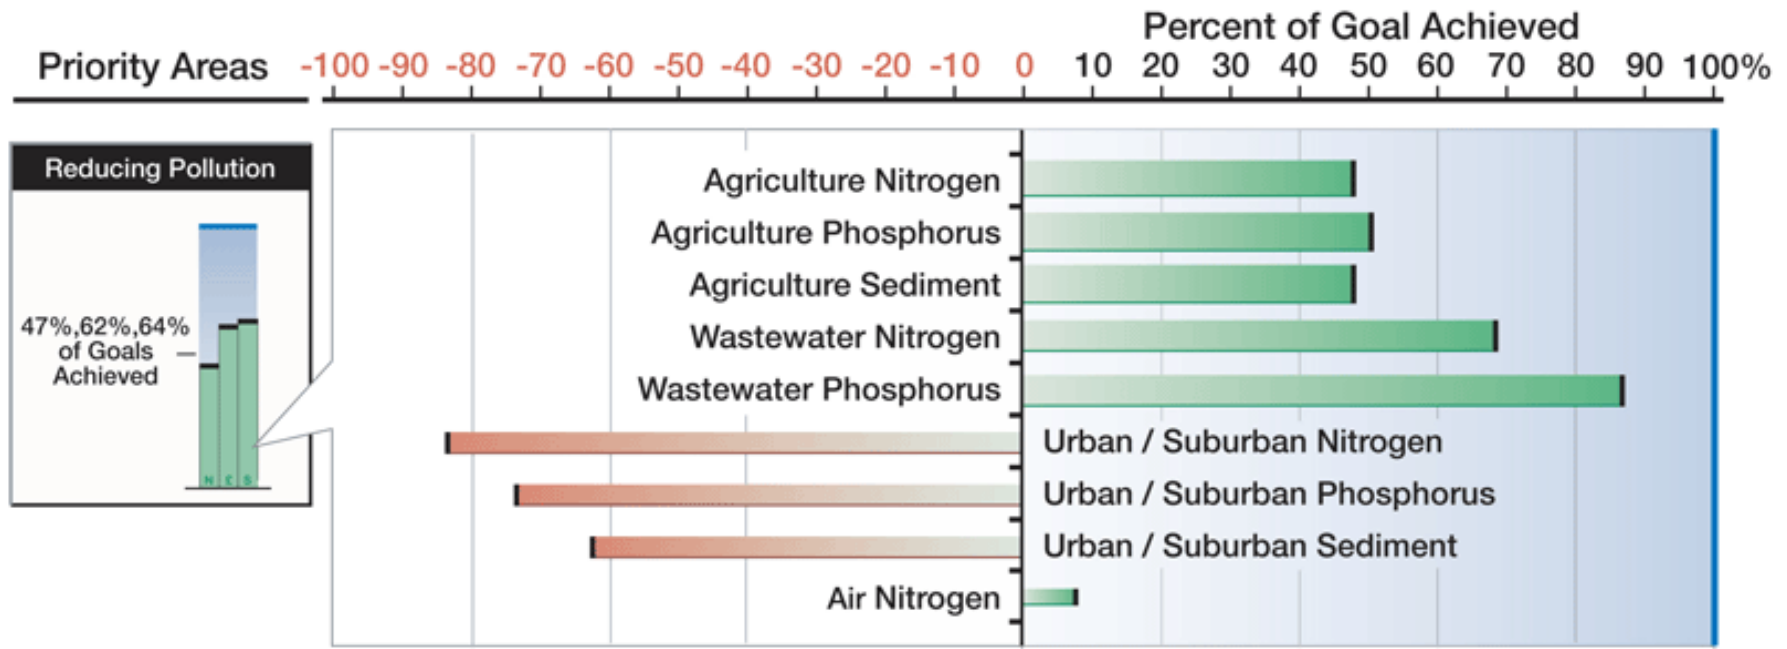 Percent of Goal Achieved
Priority Areas
-100 -90 -80 -70 -60 -50 -40 -30 -20 -10 0 10 20 30 40 50 60 70 80 90 100%
Reducing Pollution
47%,62%,64%
of Goals
Achieved
N £ S
Agriculture Nitrogen
Agriculture Phosphorus
Agriculture Sediment
Wastewater Nitrogen
Wastewater Phosphorus
Urban / Suburban Nitrogen
Urban / Suburban Phosphorus
Urban / Suburban Sediment
Air Nitrogen